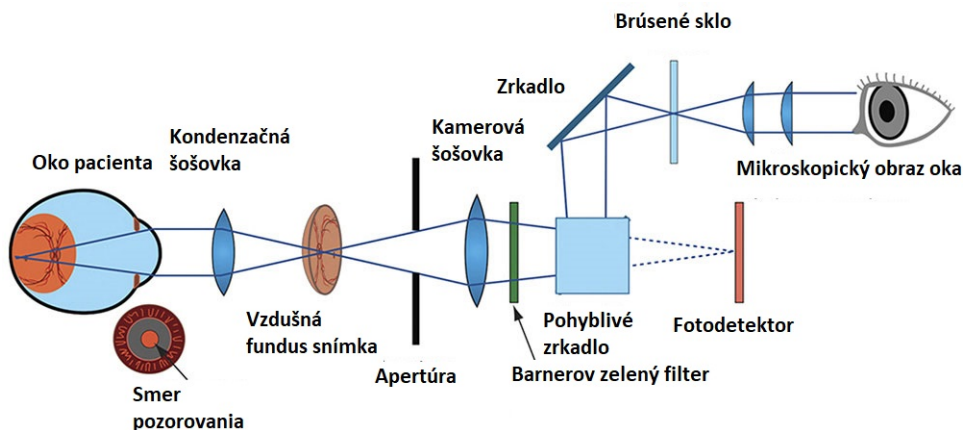 Brúsené sklo
Zrkadlo
Kondenzačná
šošovka
Kamerová
šošovka
Oko pacienta
Mikroskopický obraz oka
Vzdušná
fundus snímka
Apertúra
Pohyblivé
zrkadlo
Fotodetektor
Barnerov zelený filter
Smer
pozorovania